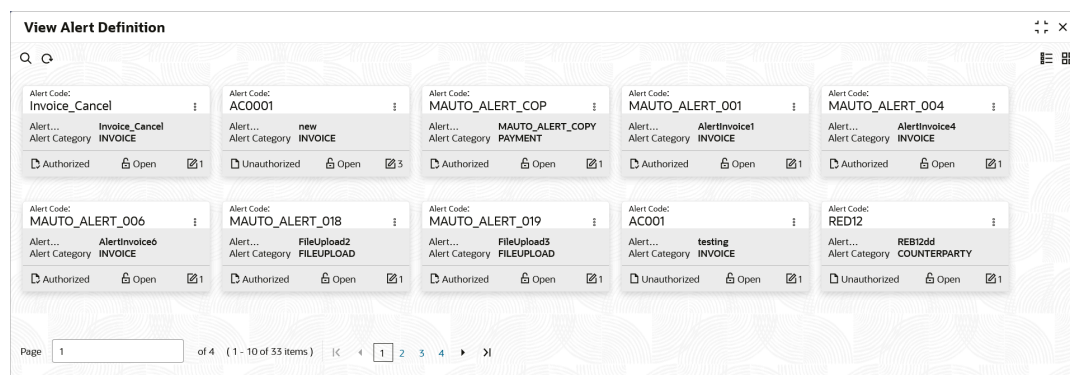 View Alert Definition
Alert Code:
Invoice_Cancel
Alert... Invoice_Cancel
Alert Category INVOICE
Authorized Open 1
Alert Code:
AC0001
Alert... new
Alert Category INVOICE
Unauthorized Open 3
Alert Code:
MAUTO_ALERT_COP
Alert... MAUTO_ALERT_COPY
Alert Category PAYMENT
Authorized Open 1
Alert Code:
MAUTO_ALERT_001
Alert... AlertInvoice1
Alert Category INVOICE
Authorized Open 1
Alert Code:
MAUTO_ALERT_004
Alert... AlertInvoice4
Alert Category INVOICE
Authorized Open 1
Alert Code:
MAUTO_ALERT_006
Alert... AlertInvoice6
Alert Category INVOICE
Authorized Open 1
Alert Code:
MAUTO_ALERT_018
Alert... FileUpload2
Alert Category FILEUPLOAD
Authorized Open 1
Alert Code:
MAUTO_ALERT_019
Alert... FileUpload3
Alert Category FILEUPLOAD
Authorized Open 1
Alert Code:
AC001
Alert... testing
Alert Category INVOICE
Unauthorized Open 1
Alert Code:
RED12
Alert... REB12dd
Alert Category COUNTERPARTY
Unauthorized Open 1
Page 1 of 4 (1 - 10 of 33 items) 1 2 3 4